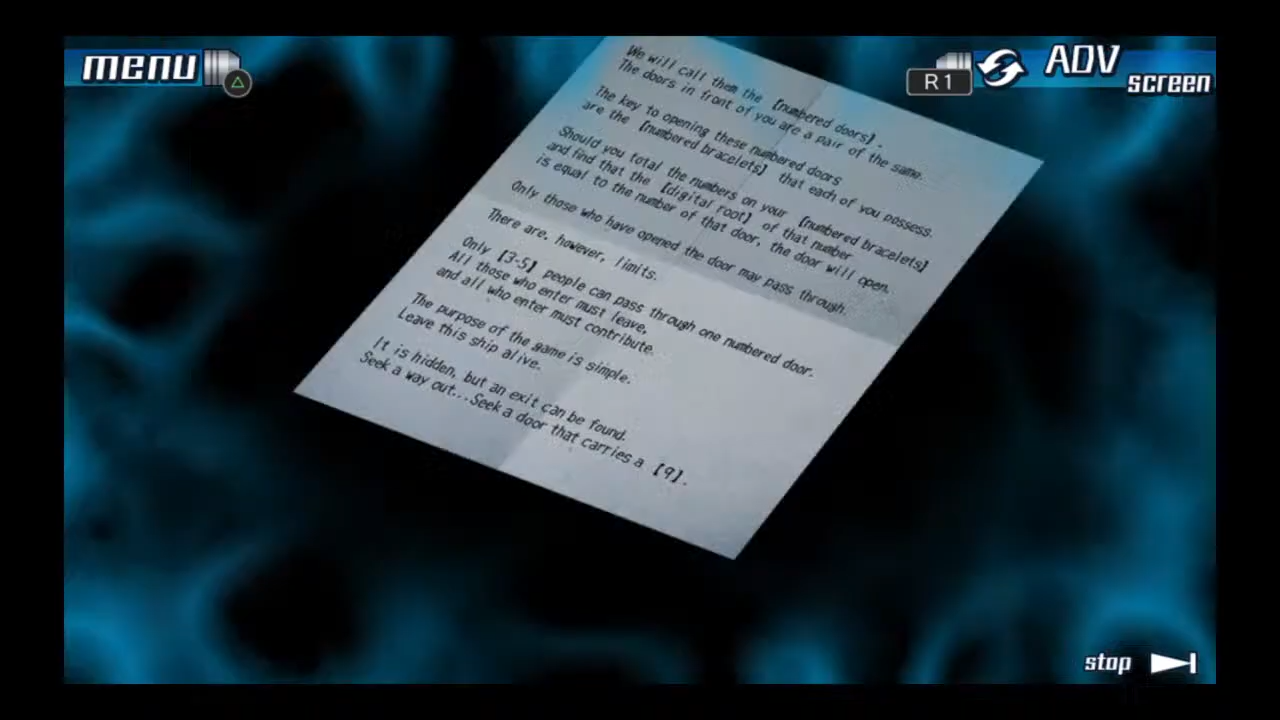 menu
R1
ADV
screen
We will call them the [numbered doors].
The doors in front of you are a pair of the same.
The key to opening these numbered doors
are the [numbered bracelets] that each of you possess.
Should you total the numbers on your [numbered bracelets]
and find that the [digital root] of that number
is equal to the number of that door, the door will open.
Only those who have opened the door may pass through.
There are, however, limits.
Only [3-5] people can pass through one numbered door.
All those who enter must leave,
and all who enter must contribute.
The purpose of the game is simple.
Leave this ship alive.
It is hidden, but an exit can be found.
Seek a way out...Seek a door that carries a [9].
stop